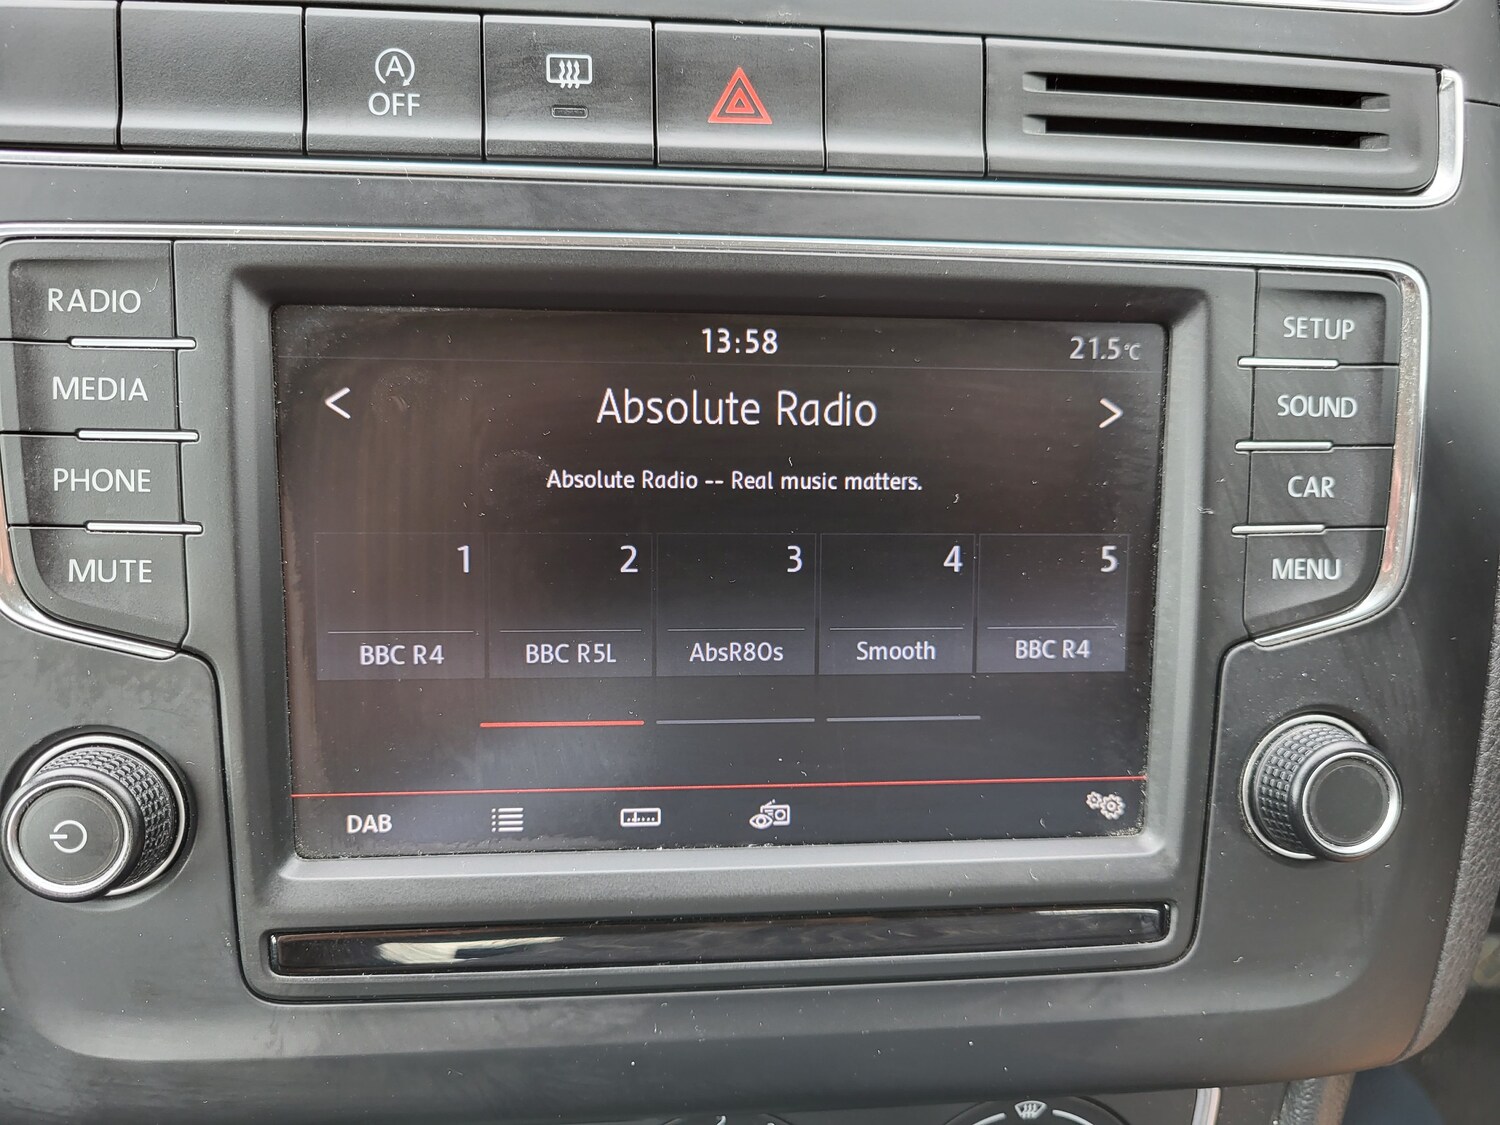 A
OFF
RADIO
MEDIA
PHONE
MUTE
13:58
21.5°C
< Absolute Radio >
Absolute Radio -- Real music matters.
1 2 3 4 5
BBC R4 BBC R5L AbsR80s Smooth BBC R4
DAB
SETUP
SOUND
CAR
MENU